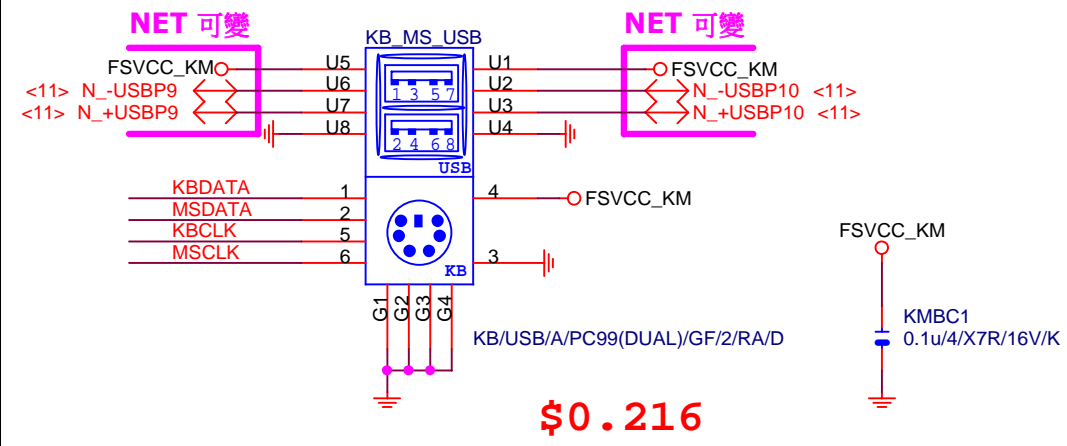 NET 可變
NET 可變
KB_MS_USB
FSVCC_KM U5 U1 FSVCC_KM
<11> N_-USBP9 U6 U2 N_-USBP10 <11>
<11> N_+USBP9 U7 U3 N_+USBP10 <11>
U8 U4
1 3 5 7
2 4 6 8
USB
KBDATA 1 4 FSVCC_KM
MSDATA 2
KBCLK 5
MSCLK 6 3
KB
G1 G2 G3 G4
KB/USB/A/PC99(DUAL)/GF/2/RA/D
FSVCC_KM
KMBC1
0.1u/4/X7R/16V/K
$0.216